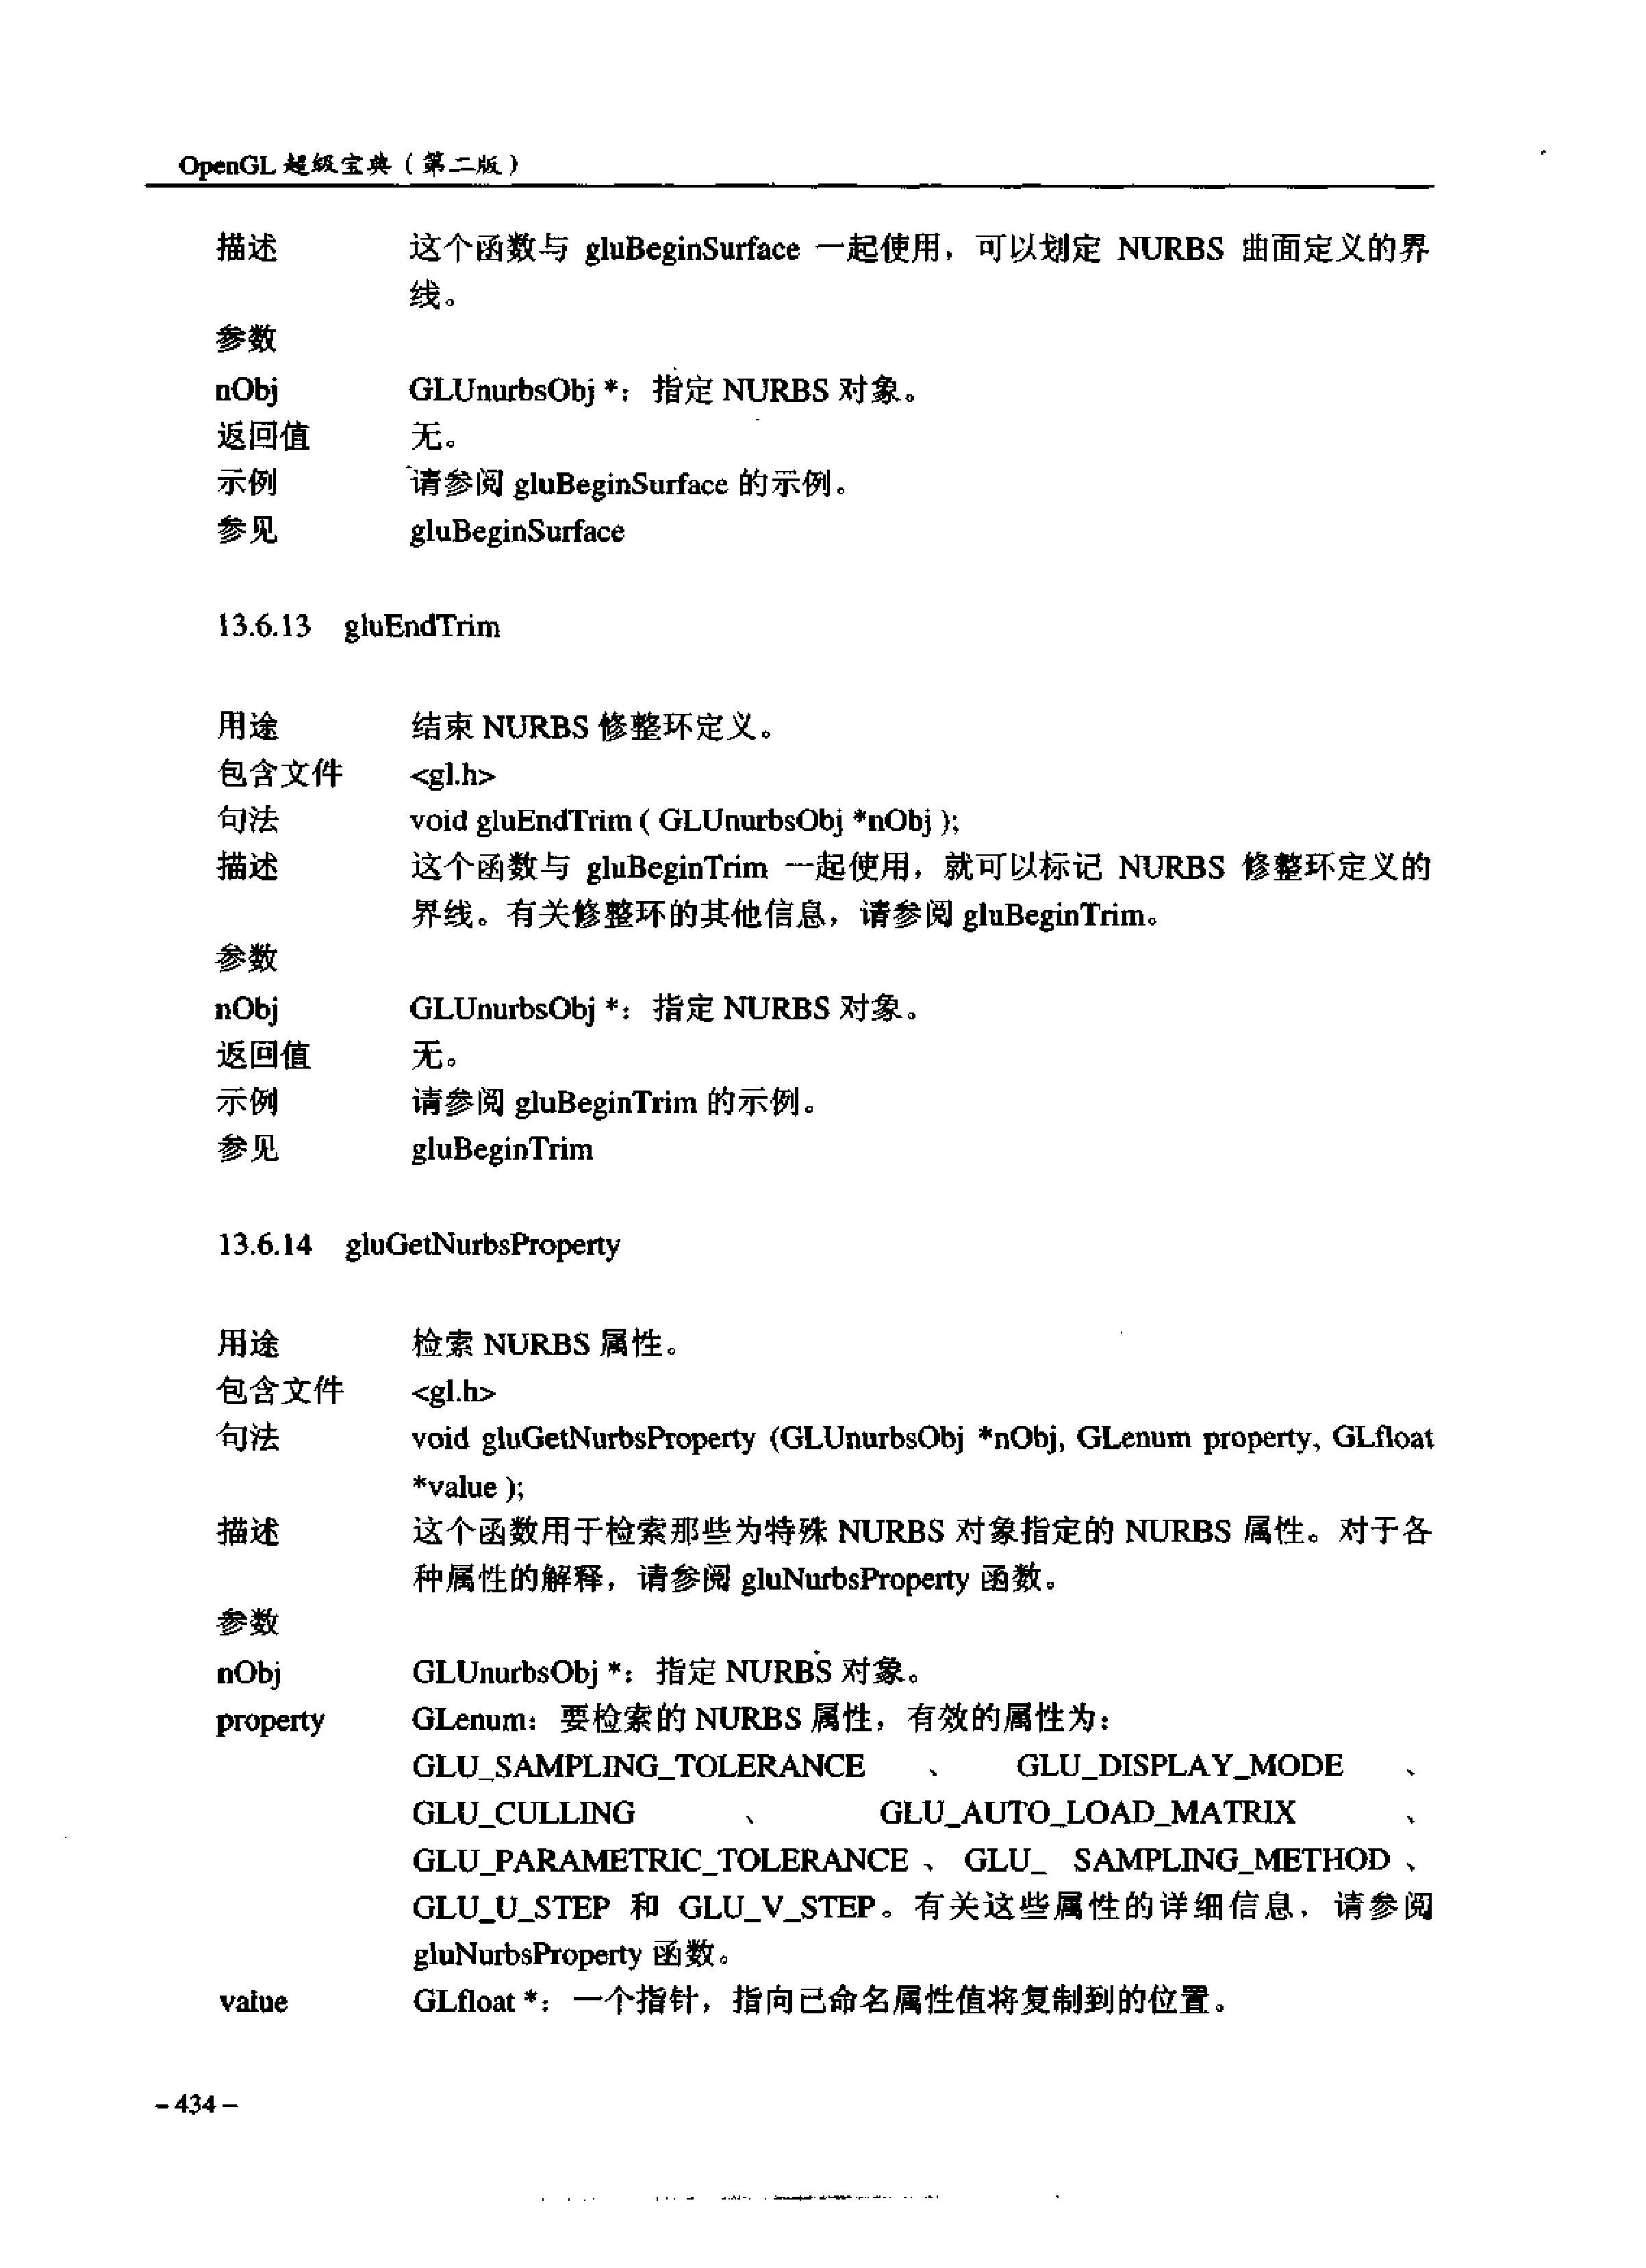 OpenGL 超级宝典（第二版）
描述 这个函数与 gluBeginSurface 一起使用，可以划定 NURBS 曲面定义的界
线。
参数
nObj GLUnurbsObj *：指定 NURBS 对象。
返回值 无。
示例 请参阅 gluBeginSurface 的示例。
参见 gluBeginSurface
13.6.13 gluEndTrim
用途 结束 NURBS 修整环定义。
包含文件 <gl.h>
句法 void gluEndTrim ( GLUnurbsObj *nObj );
描述 这个函数与 gluBeginTrim 一起使用，就可以标记 NURBS 修整环定义的
界线。有关修整环的其他信息，请参阅 gluBeginTrim。
参数
nObj GLUnurbsObj *：指定 NURBS 对象。
返回值 无。
示例 请参阅 gluBeginTrim 的示例。
参见 gluBeginTrim
13.6.14 gluGetNurbsProperty
用途 检索 NURBS 属性。
包含文件 <gl.h>
句法 void gluGetNurbsProperty (GLUnurbsObj *nObj, GLenum property, GLfloat
*value );
描述 这个函数用于检索那些为特殊 NURBS 对象指定的 NURBS 属性。对于各
种属性的解释，请参阅 gluNurbsProperty 函数。
参数
nObj GLUnurbsObj *：指定 NURBS 对象。
property GLenum：要检索的 NURBS 属性，有效的属性为：
GLU_SAMPLING_TOLERANCE 、 GLU_DISPLAY_MODE 、
GLU_CULLING 、 GLU_AUTO_LOAD_MATRIX 、
GLU_PARAMETRIC_TOLERANCE 、 GLU_ SAMPLING_METHOD 、
GLU_U_STEP 和 GLU_V_STEP。有关这些属性的详细信息，请参阅
gluNurbsProperty 函数。
value GLfloat *：一个指针，指向已命名属性值将复制到的位置。
– 434 –